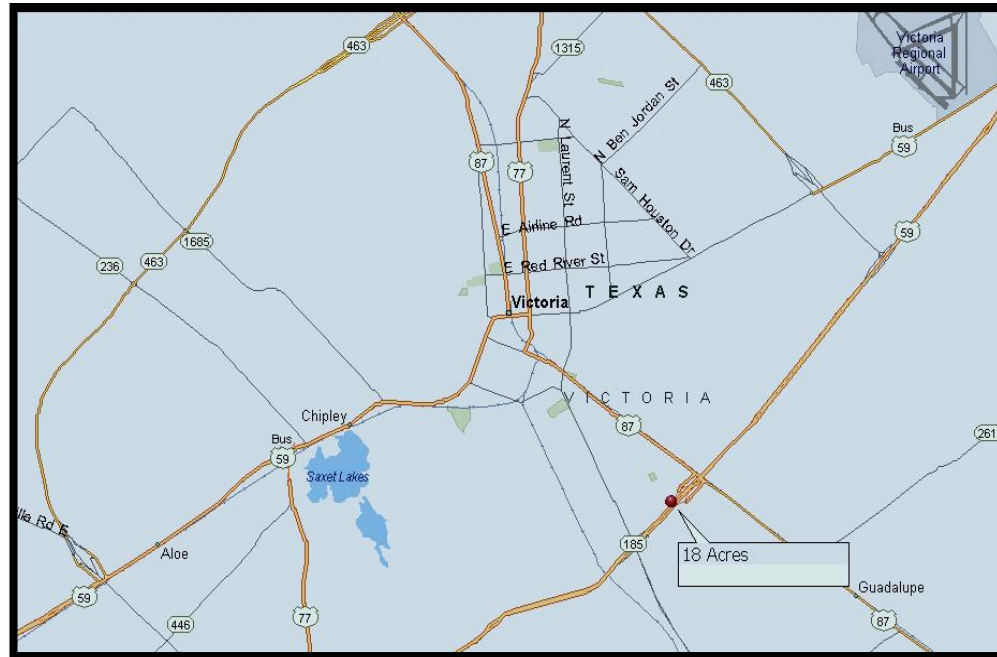 463
1315
Victoria
Regional
Airport
463
N Ben Jordan St
Bus
59
87
77
N Laurent St
Sam Houston Dr
E Airline Rd
59
1685
463
236
E Red River St
Victoria
TEXAS
VICTORIA
Chipley
87
Bus
59
Saxet Lakes
261
185
18 Acres
Aloe
59
446
77
Guadalupe
87